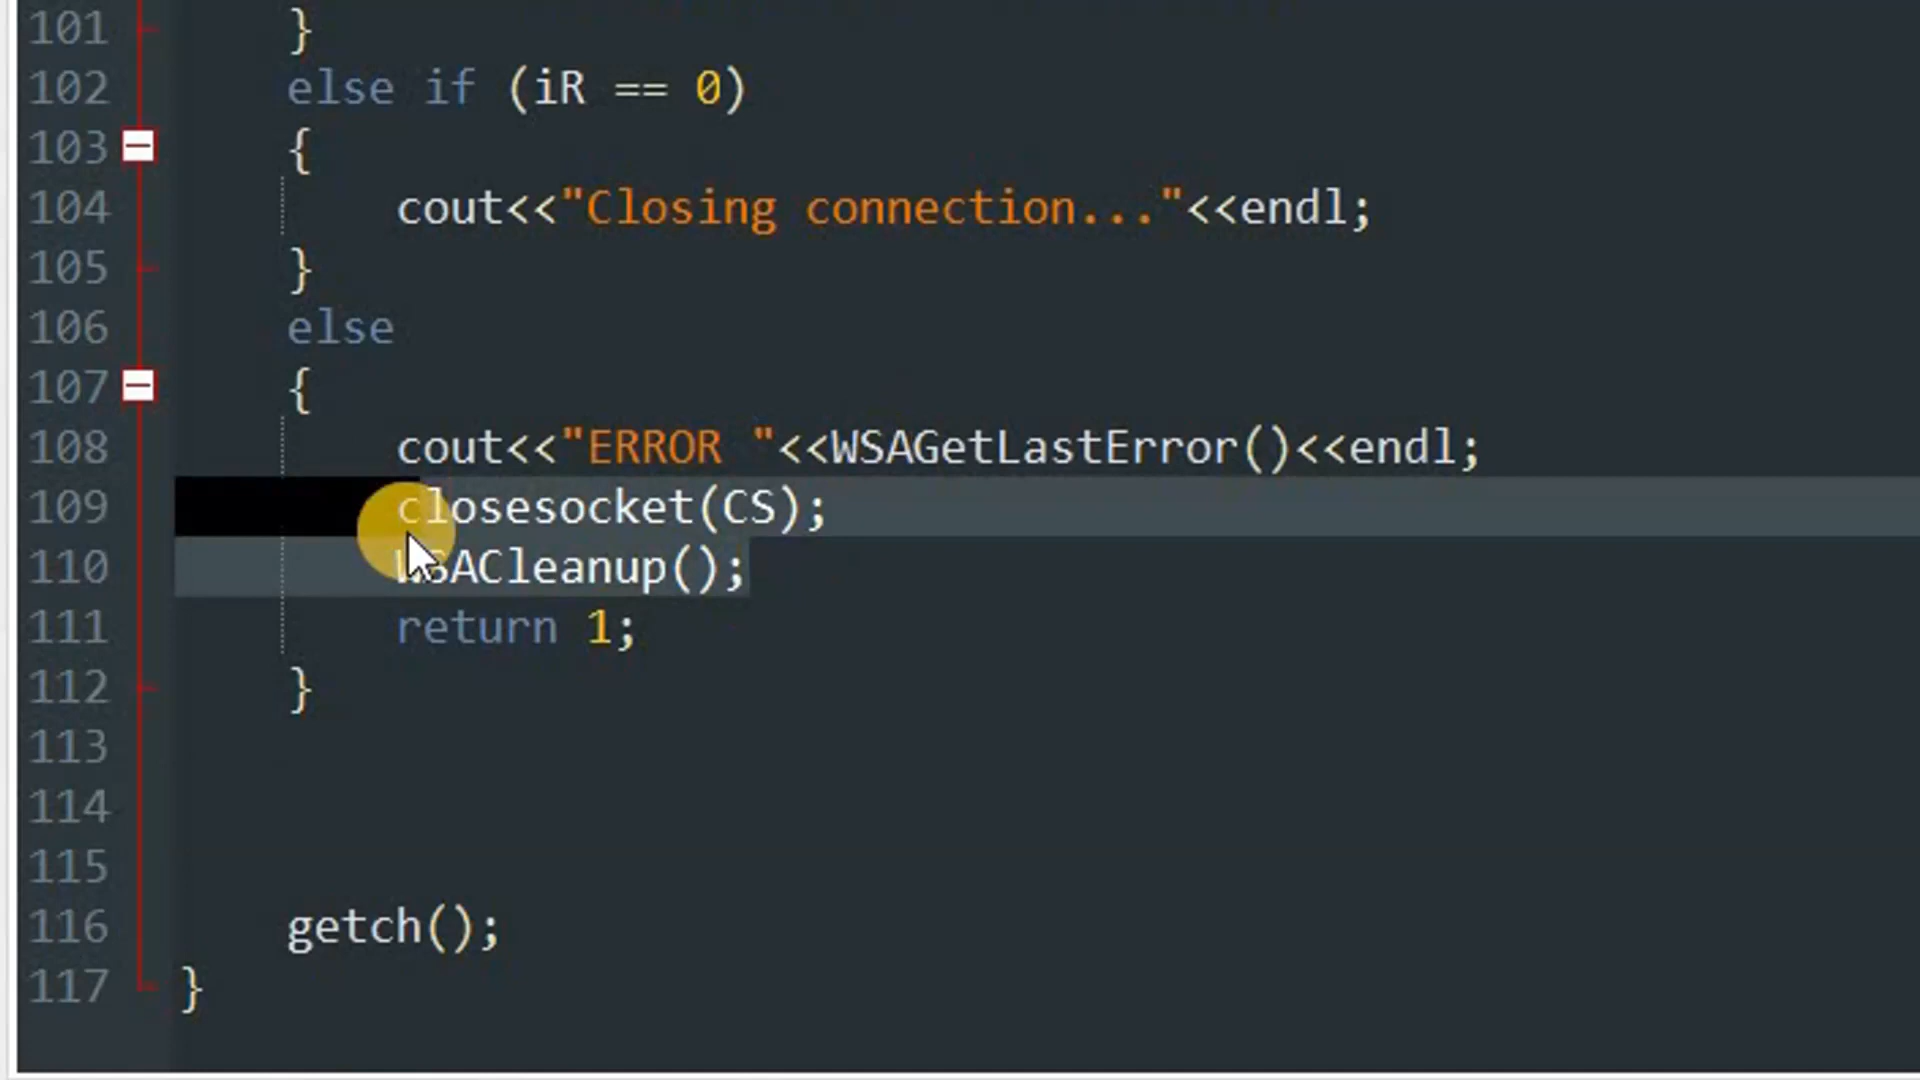 101 }
102 else if (iR == 0)
103 {
104 cout<<"Closing connection..."<<endl;
105 }
106 else
107 {
108 cout<<"ERROR "<<WSAGetLastError()<<endl;
109 closesocket(CS);
110 WSACleanup();
111 return 1;
112 }
113
114
115
116 getch();
117 }